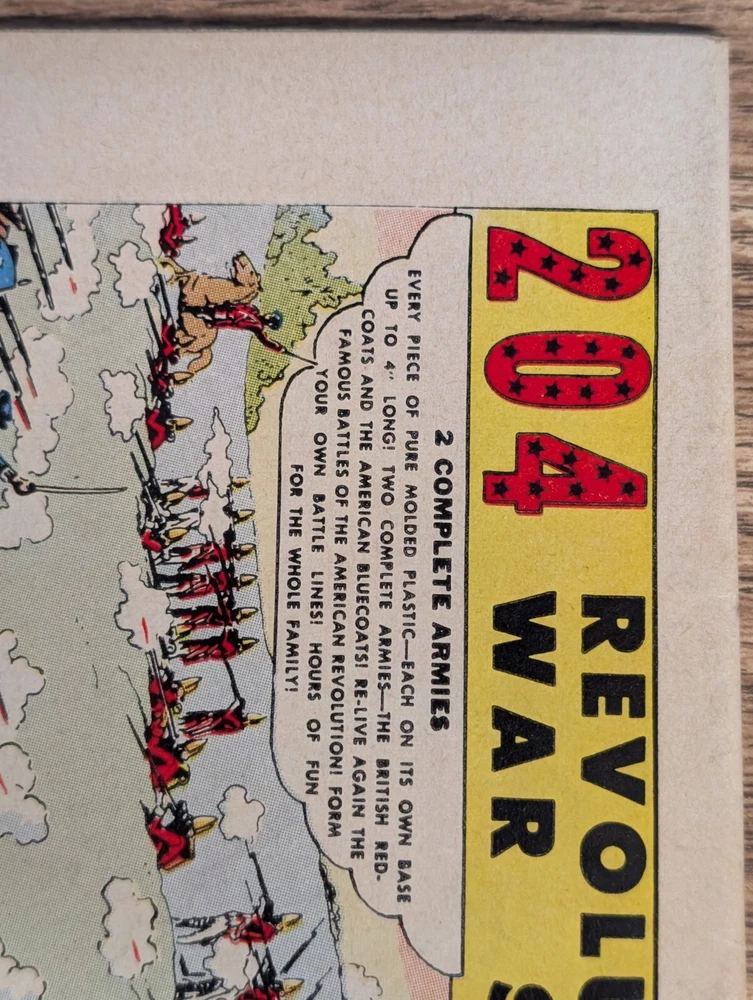 204 REVOLU
WAR S
2 COMPLETE ARMIES
EVERY PIECE OF PURE MOLDED PLASTIC—EACH ON ITS OWN BASE
UP TO 4" LONG! TWO COMPLETE ARMIES—THE BRITISH RED-
COATS AND THE AMERICAN BLUECOATS! RE-LIVE AGAIN THE
FAMOUS BATTLES OF THE AMERICAN REVOLUTION! FORM
YOUR OWN BATTLE LINES! HOURS OF FUN
FOR THE WHOLE FAMILY!